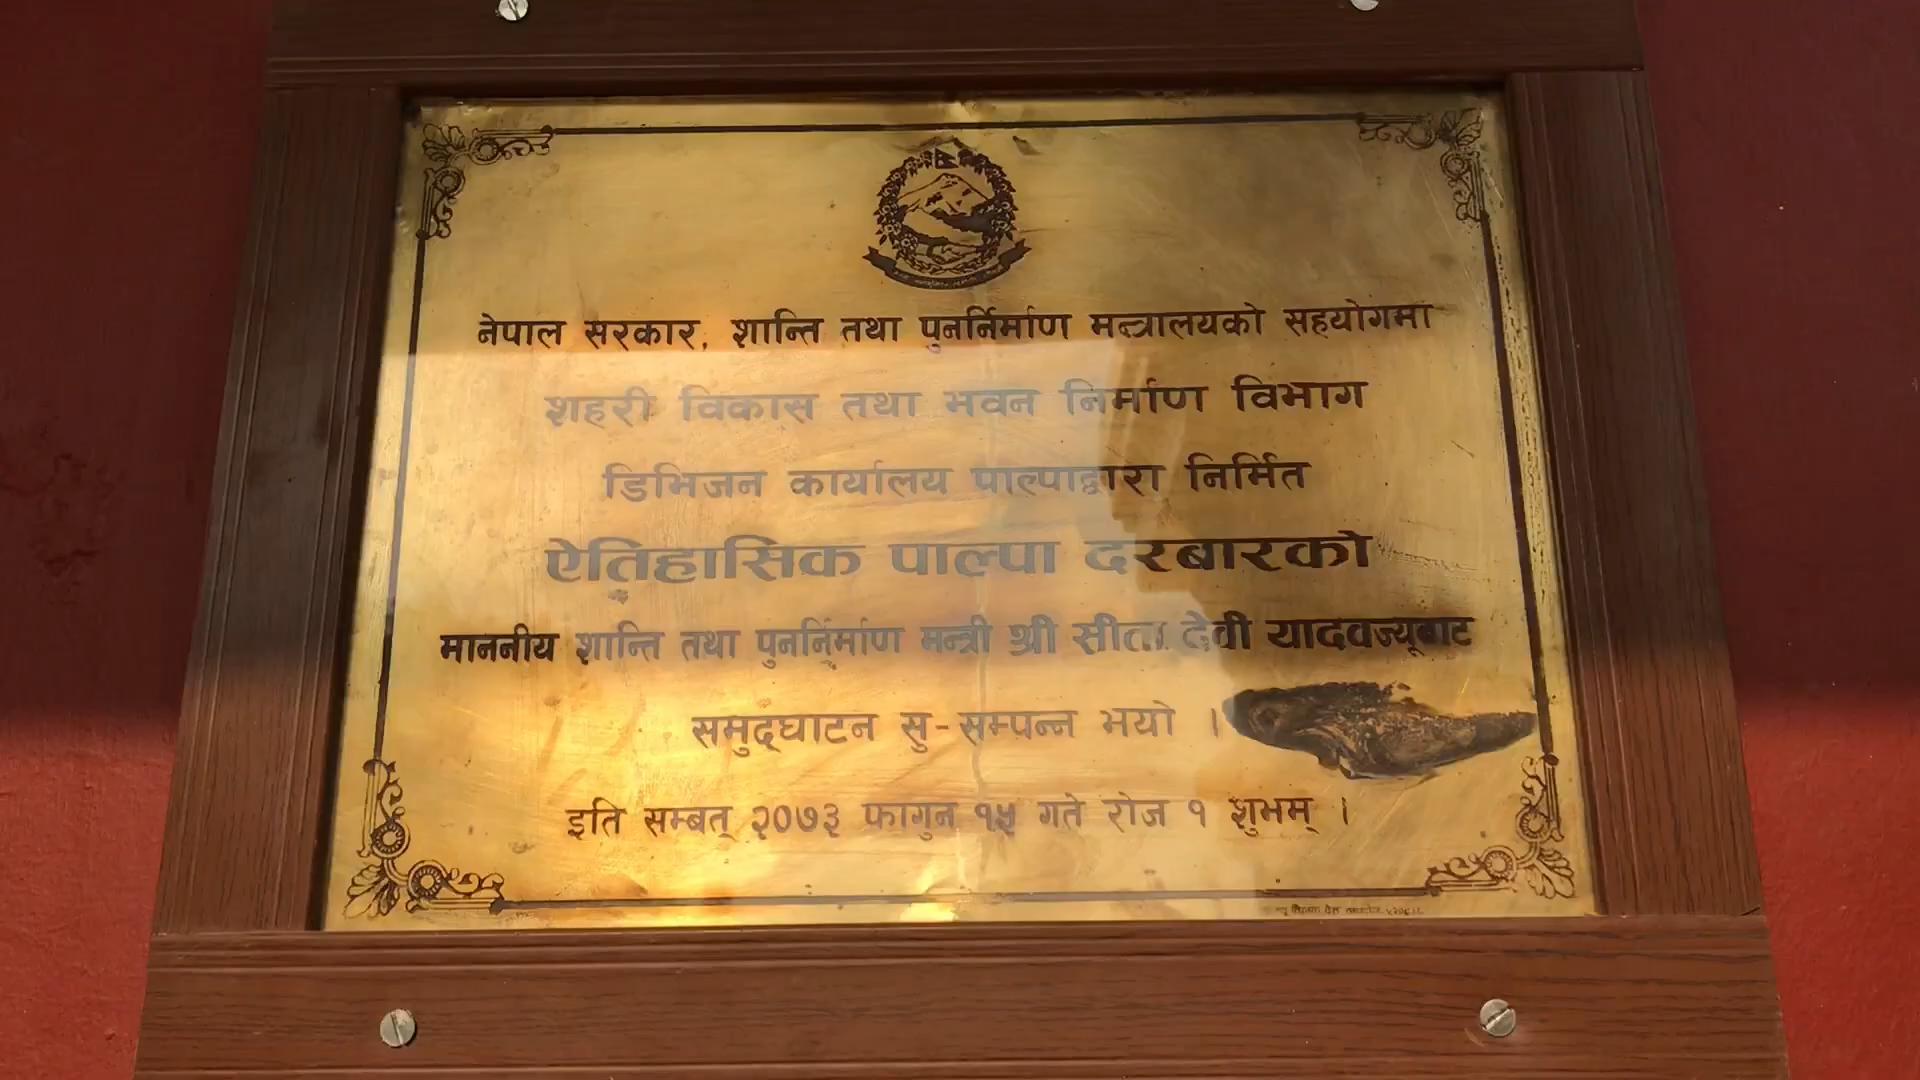 नेपाल सरकार, शान्ति तथा पुनर्निर्माण मन्त्रालयको सहयोगमा
शहरी विकास तथा भवन निर्माण विभाग
डिभिजन कार्यालय पाल्पाद्वारा निर्मित
ऐतिहासिक पाल्पा दरबारको
माननीय शान्ति तथा पुनर्निर्माण मन्त्री श्री सीता देवी यादवज्यूबाट
समुद्घाटन सु-सम्पन्न भयो ।
इति सम्बत् २०७३ फागुन १५ गते रोज १ शुभम् ।